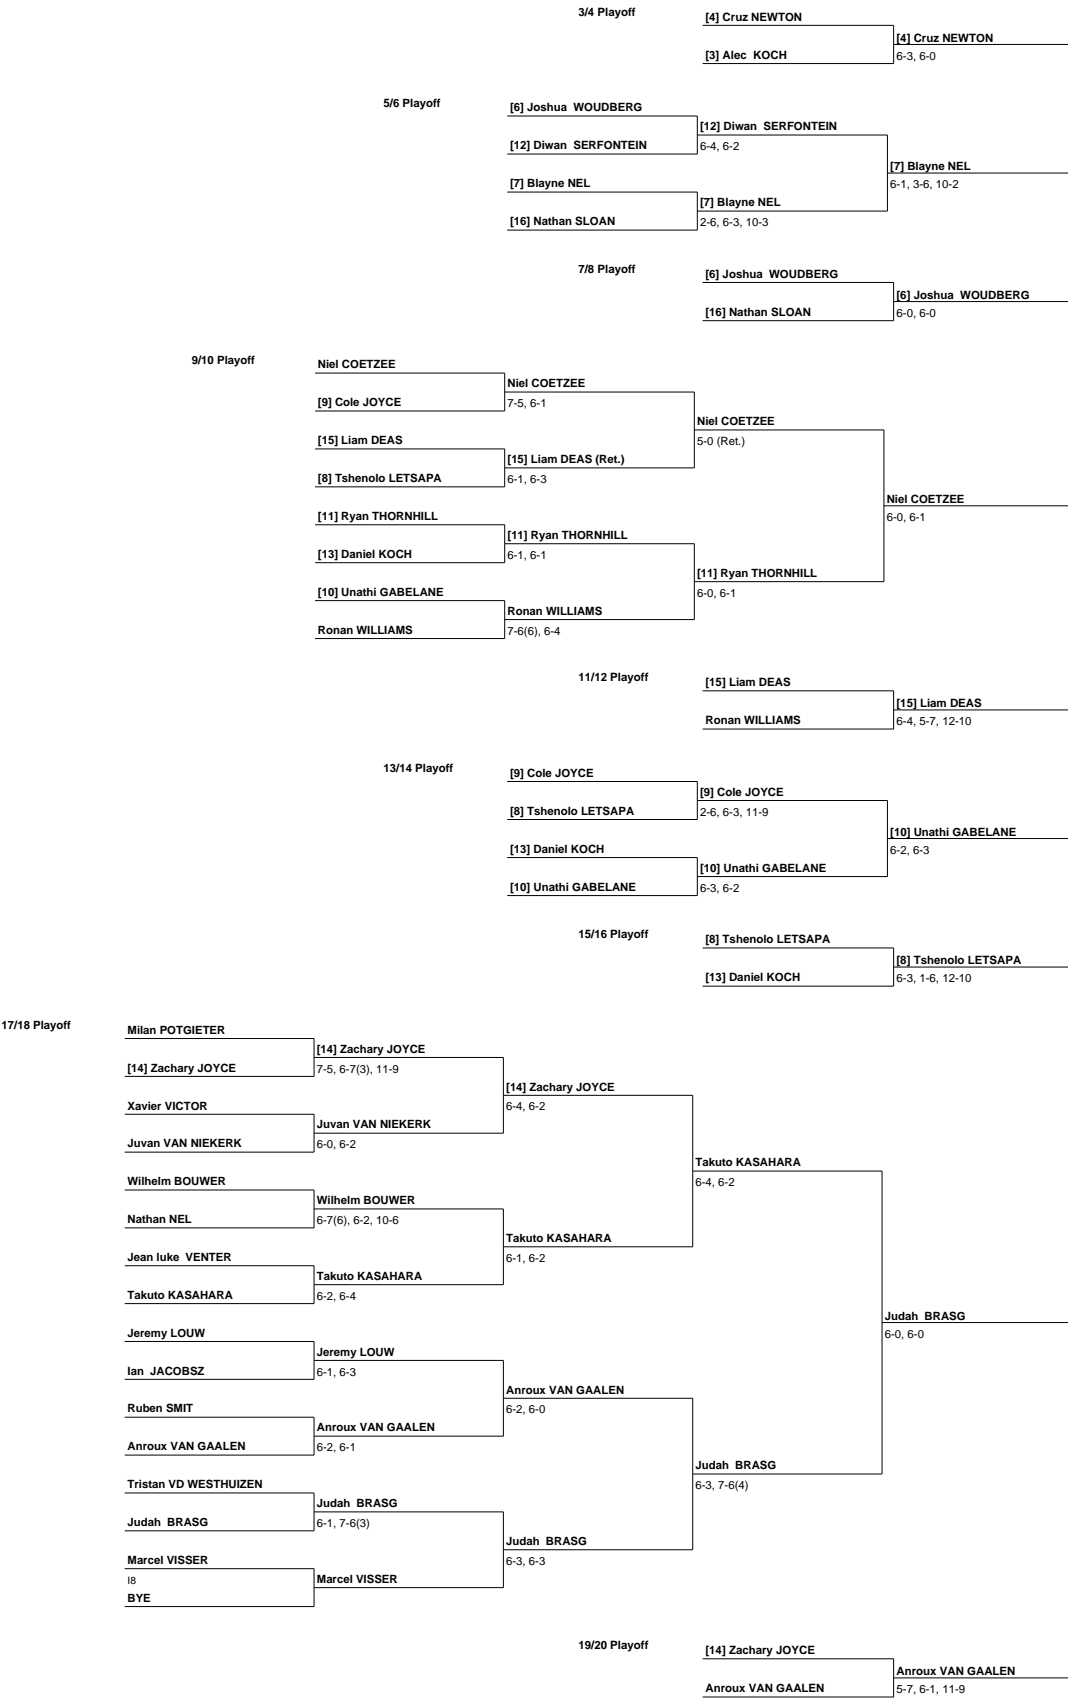 3/4 Playoff
[4] Cruz NEWTON
[4] Cruz NEWTON
[3] Alec KOCH
6-3, 6-0
5/6 Playoff
[6] Joshua WOUDBERG
[12] Diwan SERFONTEIN
[12] Diwan SERFONTEIN
6-4, 6-2
[7] Blayne NEL
6-1, 3-6, 10-2
[7] Blayne NEL
[7] Blayne NEL
[16] Nathan SLOAN
2-6, 6-3, 10-3
7/8 Playoff
[6] Joshua WOUDBERG
[6] Joshua WOUDBERG
[16] Nathan SLOAN
6-0, 6-0
9/10 Playoff
Niel COETZEE
Niel COETZEE
[9] Cole JOYCE
7-5, 6-1
Niel COETZEE
5-0 (Ret.)
[15] Liam DEAS
[15] Liam DEAS (Ret.)
[8] Tshenolo LETSAPA
6-1, 6-3
Niel COETZEE
6-0, 6-1
[11] Ryan THORNHILL
[11] Ryan THORNHILL
[13] Daniel KOCH
6-1, 6-1
[11] Ryan THORNHILL
6-0, 6-1
[10] Unathi GABELANE
Ronan WILLIAMS
Ronan WILLIAMS
7-6(6), 6-4
11/12 Playoff
[15] Liam DEAS
[15] Liam DEAS
Ronan WILLIAMS
6-4, 5-7, 12-10
13/14 Playoff
[9] Cole JOYCE
[9] Cole JOYCE
[8] Tshenolo LETSAPA
2-6, 6-3, 11-9
[10] Unathi GABELANE
6-2, 6-3
[13] Daniel KOCH
[10] Unathi GABELANE
[10] Unathi GABELANE
6-3, 6-2
15/16 Playoff
[8] Tshenolo LETSAPA
[8] Tshenolo LETSAPA
[13] Daniel KOCH
6-3, 1-6, 12-10
17/18 Playoff
Milan POTGIETER
[14] Zachary JOYCE
[14] Zachary JOYCE
7-5, 6-7(3), 11-9
[14] Zachary JOYCE
6-4, 6-2
Xavier VICTOR
Juvan VAN NIEKERK
Juvan VAN NIEKERK
6-0, 6-2
Takuto KASAHARA
6-4, 6-2
Wilhelm BOUWER
Wilhelm BOUWER
Nathan NEL
6-7(6), 6-2, 10-6
Takuto KASAHARA
6-1, 6-2
Jean luke VENTER
Takuto KASAHARA
Takuto KASAHARA
6-2, 6-4
Judah BRASG
6-0, 6-0
Jeremy LOUW
Jeremy LOUW
Ian JACOBSZ
6-1, 6-3
Anroux VAN GAALEN
6-2, 6-0
Ruben SMIT
Anroux VAN GAALEN
Anroux VAN GAALEN
6-2, 6-1
Judah BRASG
6-3, 7-6(4)
Tristan VD WESTHUIZEN
Judah BRASG
Judah BRASG
6-1, 7-6(3)
Judah BRASG
6-3, 6-3
Marcel VISSER
I8
Marcel VISSER
BYE
19/20 Playoff
[14] Zachary JOYCE
Anroux VAN GAALEN
Anroux VAN GAALEN
5-7, 6-1, 11-9